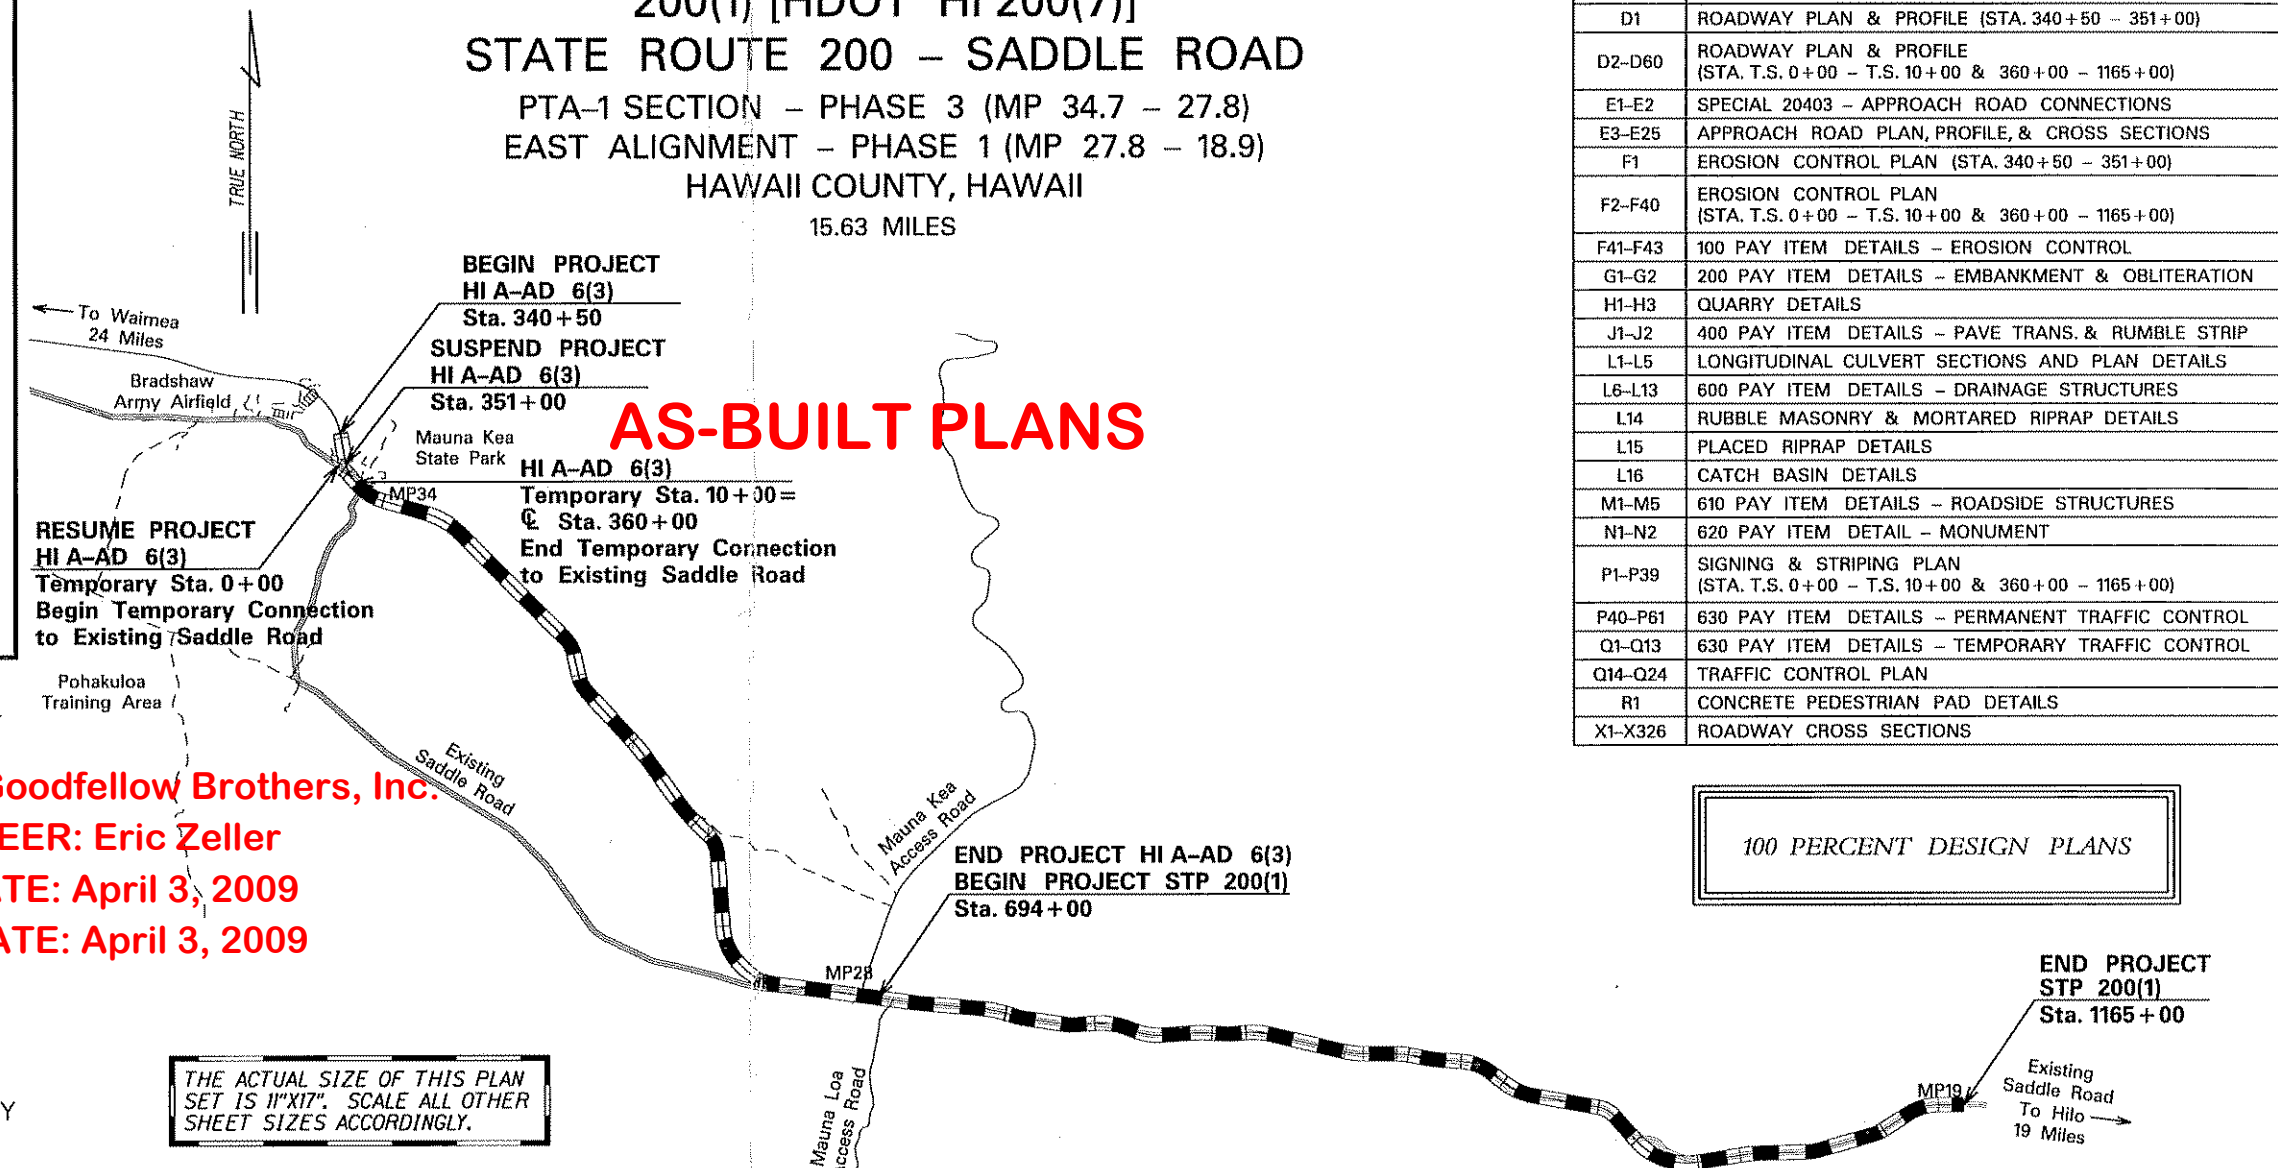 200(1) [HDOT HI 200(7)]
STATE ROUTE 200 – SADDLE ROAD
PTA–1 SECTION – PHASE 3 (MP 34.7 – 27.8)
EAST ALIGNMENT – PHASE 1 (MP 27.8 – 18.9)
HAWAII COUNTY, HAWAII
15.63 MILES
TRUE NORTH
BEGIN PROJECT
HI A–AD 6(3)
Sta. 340+50
SUSPEND PROJECT
HI A–AD 6(3)
Sta. 351+00
To Waimea
24 Miles
Bradshaw
Army Airfield
AS-BUILT PLANS
Mauna Kea
State Park
MP34
HI A–AD 6(3)
Temporary Sta. 10+00=
℄ Sta. 360+00
End Temporary Connection
to Existing Saddle Road
RESUME PROJECT
HI A–AD 6(3)
Temporary Sta. 0+00
Begin Temporary Connection
to Existing Saddle Road
Pohakuloa
Training Area
Existing
Saddle Road
Goodfellow Brothers, Inc.
EER: Eric Zeller
ATE: April 3, 2009
ATE: April 3, 2009
Mauna Kea
Access Road
END PROJECT HI A–AD 6(3)
BEGIN PROJECT STP 200(1)
Sta. 694+00
MP28
Mauna Loa
Access Road
THE ACTUAL SIZE OF THIS PLAN
SET IS 11"X17". SCALE ALL OTHER
SHEET SIZES ACCORDINGLY.
Y
END PROJECT
STP 200(1)
Sta. 1165+00
MP19
Existing
Saddle Road
To Hilo
19 Miles
D1 ROADWAY PLAN & PROFILE (STA. 340+50 – 351+00)
D2–D60 ROADWAY PLAN & PROFILE
(STA. T.S. 0+00 – T.S. 10+00 & 360+00 – 1165+00)
E1–E2 SPECIAL 20403 – APPROACH ROAD CONNECTIONS
E3–E25 APPROACH ROAD PLAN, PROFILE, & CROSS SECTIONS
F1 EROSION CONTROL PLAN (STA. 340+50 – 351+00)
F2–F40 EROSION CONTROL PLAN
(STA. T.S. 0+00 – T.S. 10+00 & 360+00 – 1165+00)
F41–F43 100 PAY ITEM DETAILS – EROSION CONTROL
G1–G2 200 PAY ITEM DETAILS – EMBANKMENT & OBLITERATION
H1–H3 QUARRY DETAILS
J1–J2 400 PAY ITEM DETAILS – PAVE TRANS. & RUMBLE STRIP
L1–L5 LONGITUDINAL CULVERT SECTIONS AND PLAN DETAILS
L6–L13 600 PAY ITEM DETAILS – DRAINAGE STRUCTURES
L14 RUBBLE MASONRY & MORTARED RIPRAP DETAILS
L15 PLACED RIPRAP DETAILS
L16 CATCH BASIN DETAILS
M1–M5 610 PAY ITEM DETAILS – ROADSIDE STRUCTURES
N1–N2 620 PAY ITEM DETAIL – MONUMENT
P1–P39 SIGNING & STRIPING PLAN
(STA. T.S. 0+00 – T.S. 10+00 & 360+00 – 1165+00)
P40–P61 630 PAY ITEM DETAILS – PERMANENT TRAFFIC CONTROL
Q1–Q13 630 PAY ITEM DETAILS – TEMPORARY TRAFFIC CONTROL
Q14–Q24 TRAFFIC CONTROL PLAN
R1 CONCRETE PEDESTRIAN PAD DETAILS
X1–X326 ROADWAY CROSS SECTIONS
100 PERCENT DESIGN PLANS